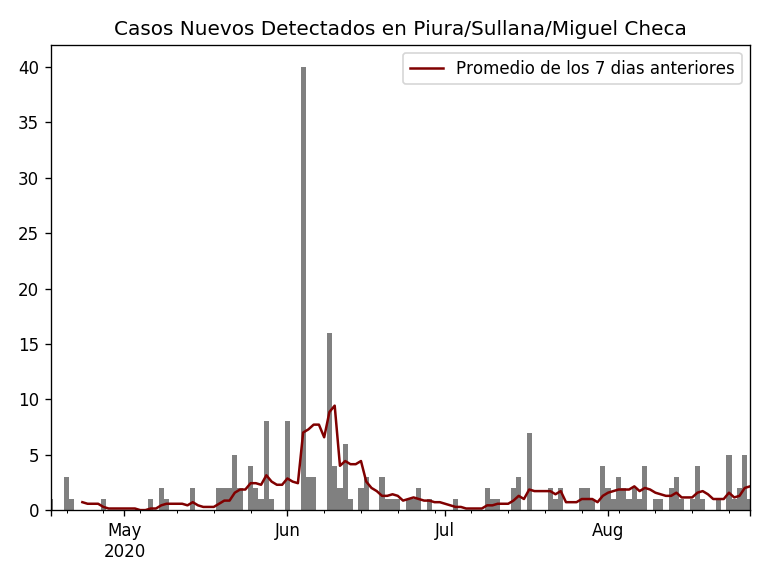 Casos Nuevos Detectados en Piura/Sullana/Miguel Checa
Promedio de los 7 dias anteriores
40
35
30
25
20
15
10
5
0
May
2020
Jun
Jul
Aug